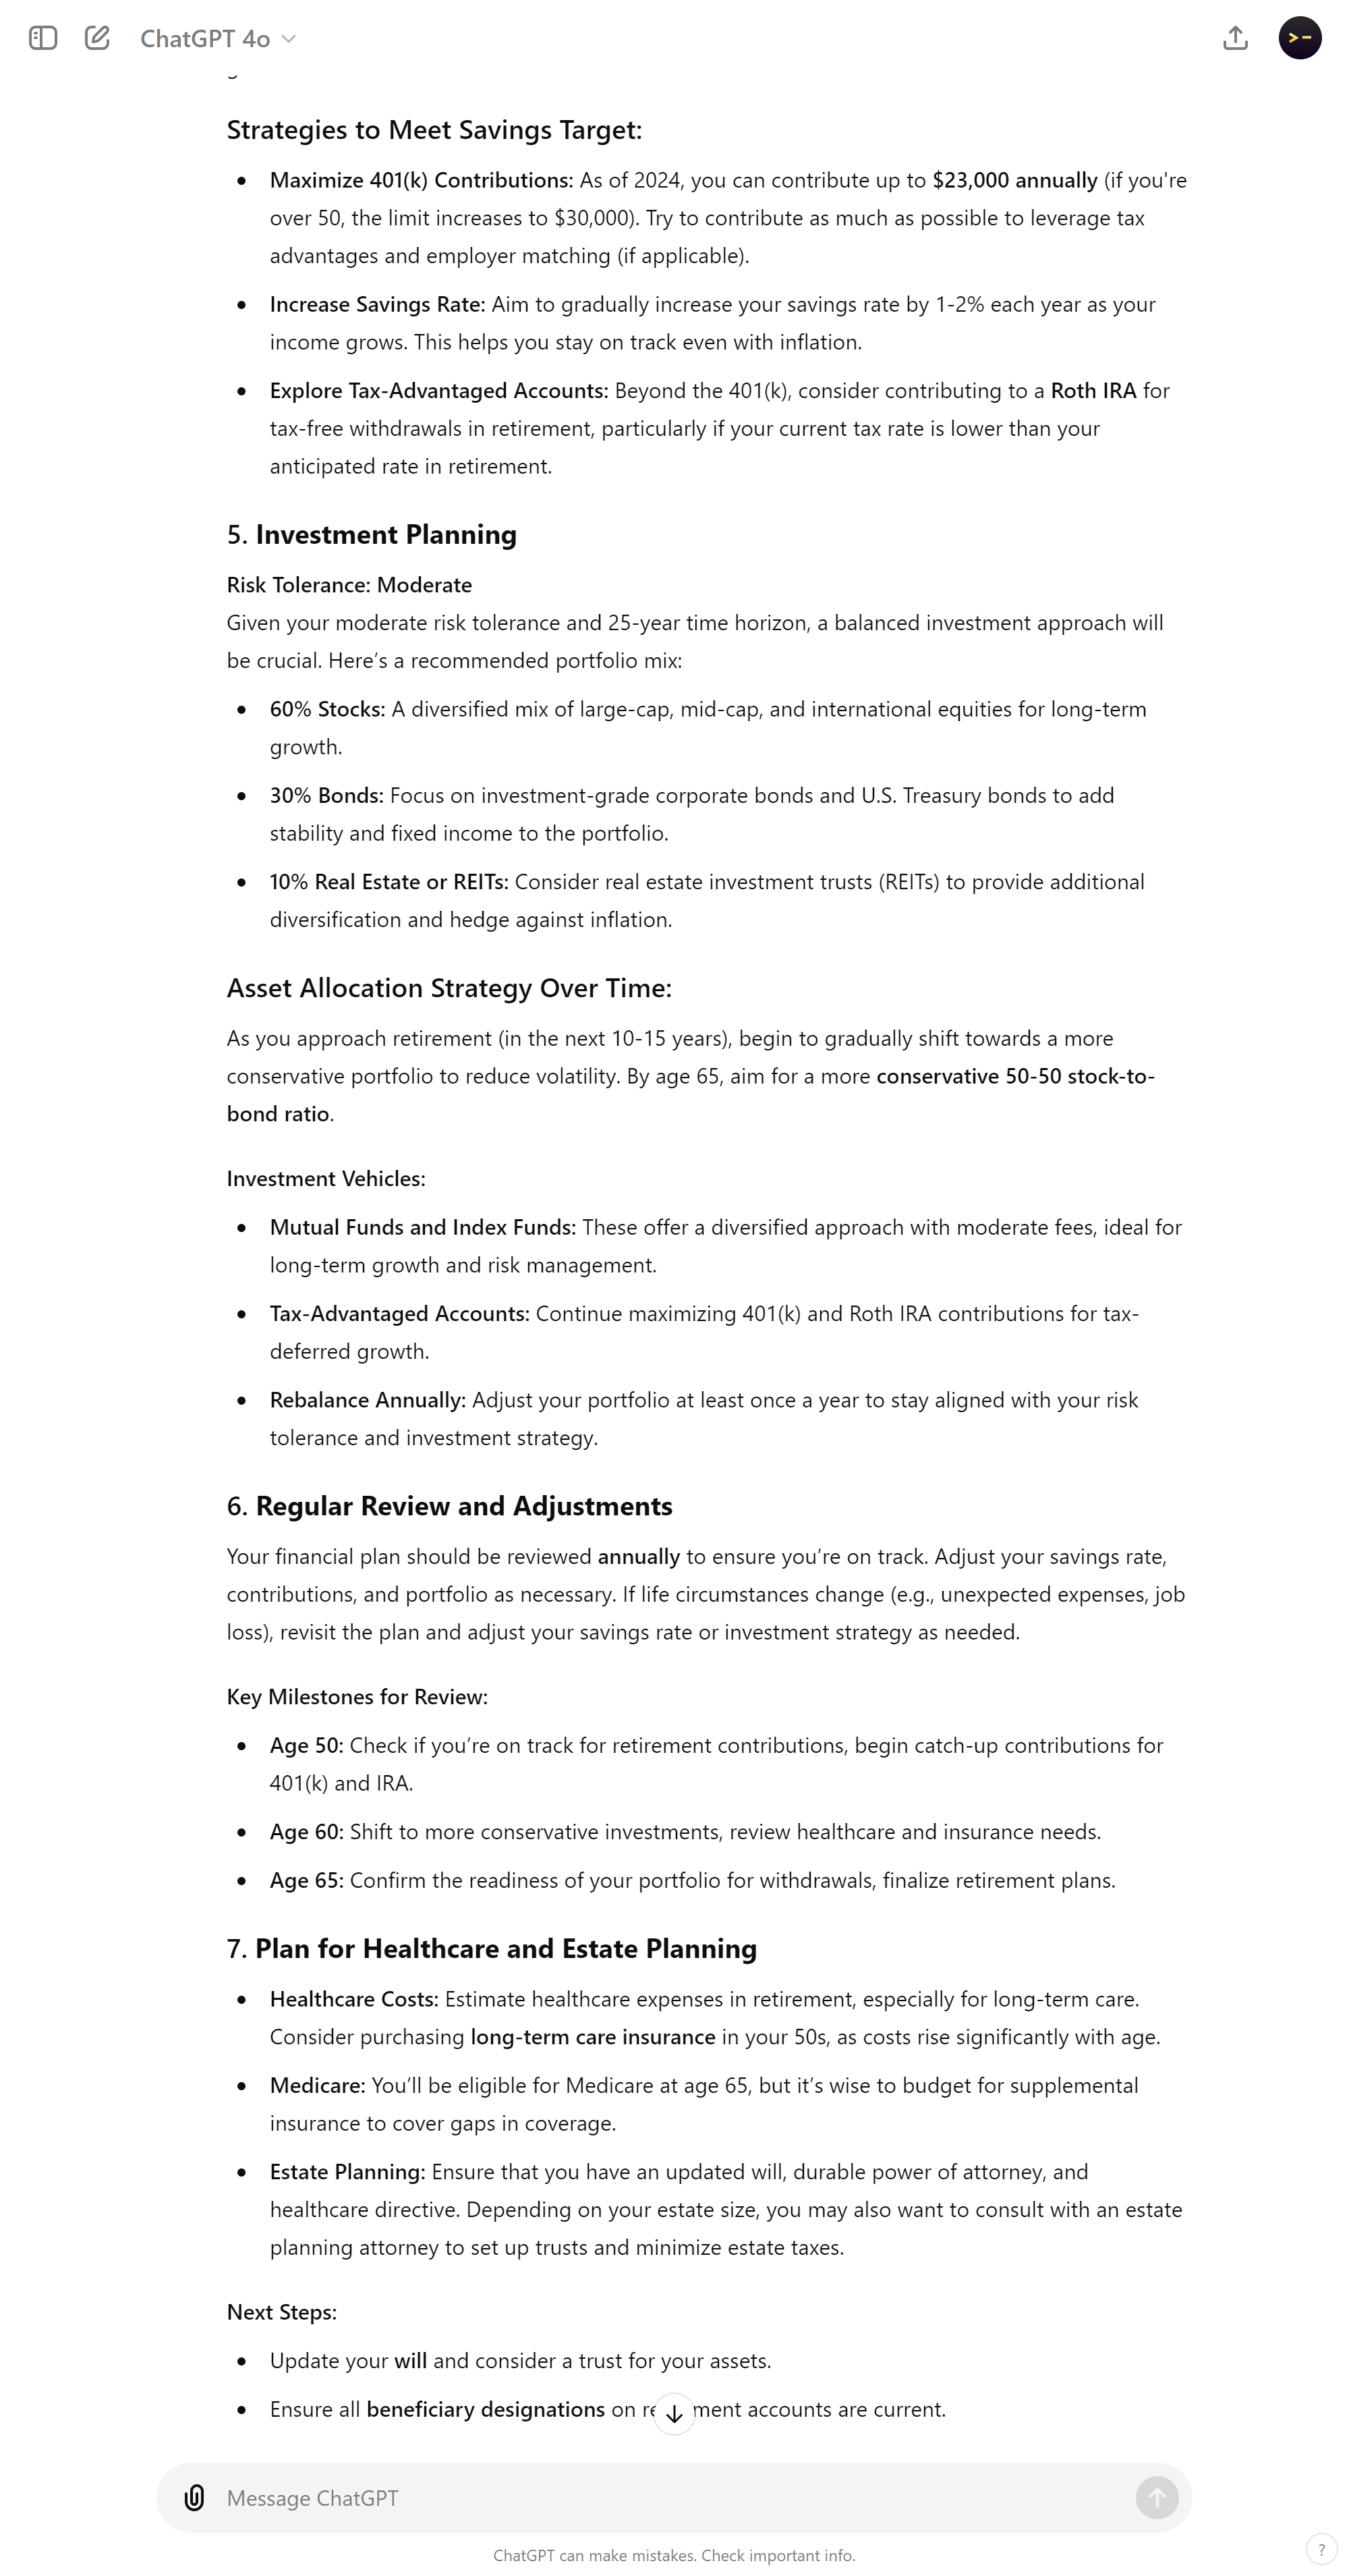 ChatGPT 4o
Strategies to Meet Savings Target:
• Maximize 401(k) Contributions: As of 2024, you can contribute up to $23,000 annually (if you're
over 50, the limit increases to $30,000). Try to contribute as much as possible to leverage tax
advantages and employer matching (if applicable).
• Increase Savings Rate: Aim to gradually increase your savings rate by 1-2% each year as your
income grows. This helps you stay on track even with inflation.
• Explore Tax-Advantaged Accounts: Beyond the 401(k), consider contributing to a Roth IRA for
tax-free withdrawals in retirement, particularly if your current tax rate is lower than your
anticipated rate in retirement.
5. Investment Planning
Risk Tolerance: Moderate
Given your moderate risk tolerance and 25-year time horizon, a balanced investment approach will
be crucial. Here’s a recommended portfolio mix:
• 60% Stocks: A diversified mix of large-cap, mid-cap, and international equities for long-term
growth.
• 30% Bonds: Focus on investment-grade corporate bonds and U.S. Treasury bonds to add
stability and fixed income to the portfolio.
• 10% Real Estate or REITs: Consider real estate investment trusts (REITs) to provide additional
diversification and hedge against inflation.
Asset Allocation Strategy Over Time:
As you approach retirement (in the next 10-15 years), begin to gradually shift towards a more
conservative portfolio to reduce volatility. By age 65, aim for a more conservative 50-50 stock-to-
bond ratio.
Investment Vehicles:
• Mutual Funds and Index Funds: These offer a diversified approach with moderate fees, ideal for
long-term growth and risk management.
• Tax-Advantaged Accounts: Continue maximizing 401(k) and Roth IRA contributions for tax-
deferred growth.
• Rebalance Annually: Adjust your portfolio at least once a year to stay aligned with your risk
tolerance and investment strategy.
6. Regular Review and Adjustments
Your financial plan should be reviewed annually to ensure you’re on track. Adjust your savings rate,
contributions, and portfolio as necessary. If life circumstances change (e.g., unexpected expenses, job
loss), revisit the plan and adjust your savings rate or investment strategy as needed.
Key Milestones for Review:
• Age 50: Check if you’re on track for retirement contributions, begin catch-up contributions for
401(k) and IRA.
• Age 60: Shift to more conservative investments, review healthcare and insurance needs.
• Age 65: Confirm the readiness of your portfolio for withdrawals, finalize retirement plans.
7. Plan for Healthcare and Estate Planning
• Healthcare Costs: Estimate healthcare expenses in retirement, especially for long-term care.
Consider purchasing long-term care insurance in your 50s, as costs rise significantly with age.
• Medicare: You’ll be eligible for Medicare at age 65, but it’s wise to budget for supplemental
insurance to cover gaps in coverage.
• Estate Planning: Ensure that you have an updated will, durable power of attorney, and
healthcare directive. Depending on your estate size, you may also want to consult with an estate
planning attorney to set up trusts and minimize estate taxes.
Next Steps:
• Update your will and consider a trust for your assets.
• Ensure all beneficiary designations on accounts are current.
Message ChatGPT
ChatGPT can make mistakes. Check important info.
?